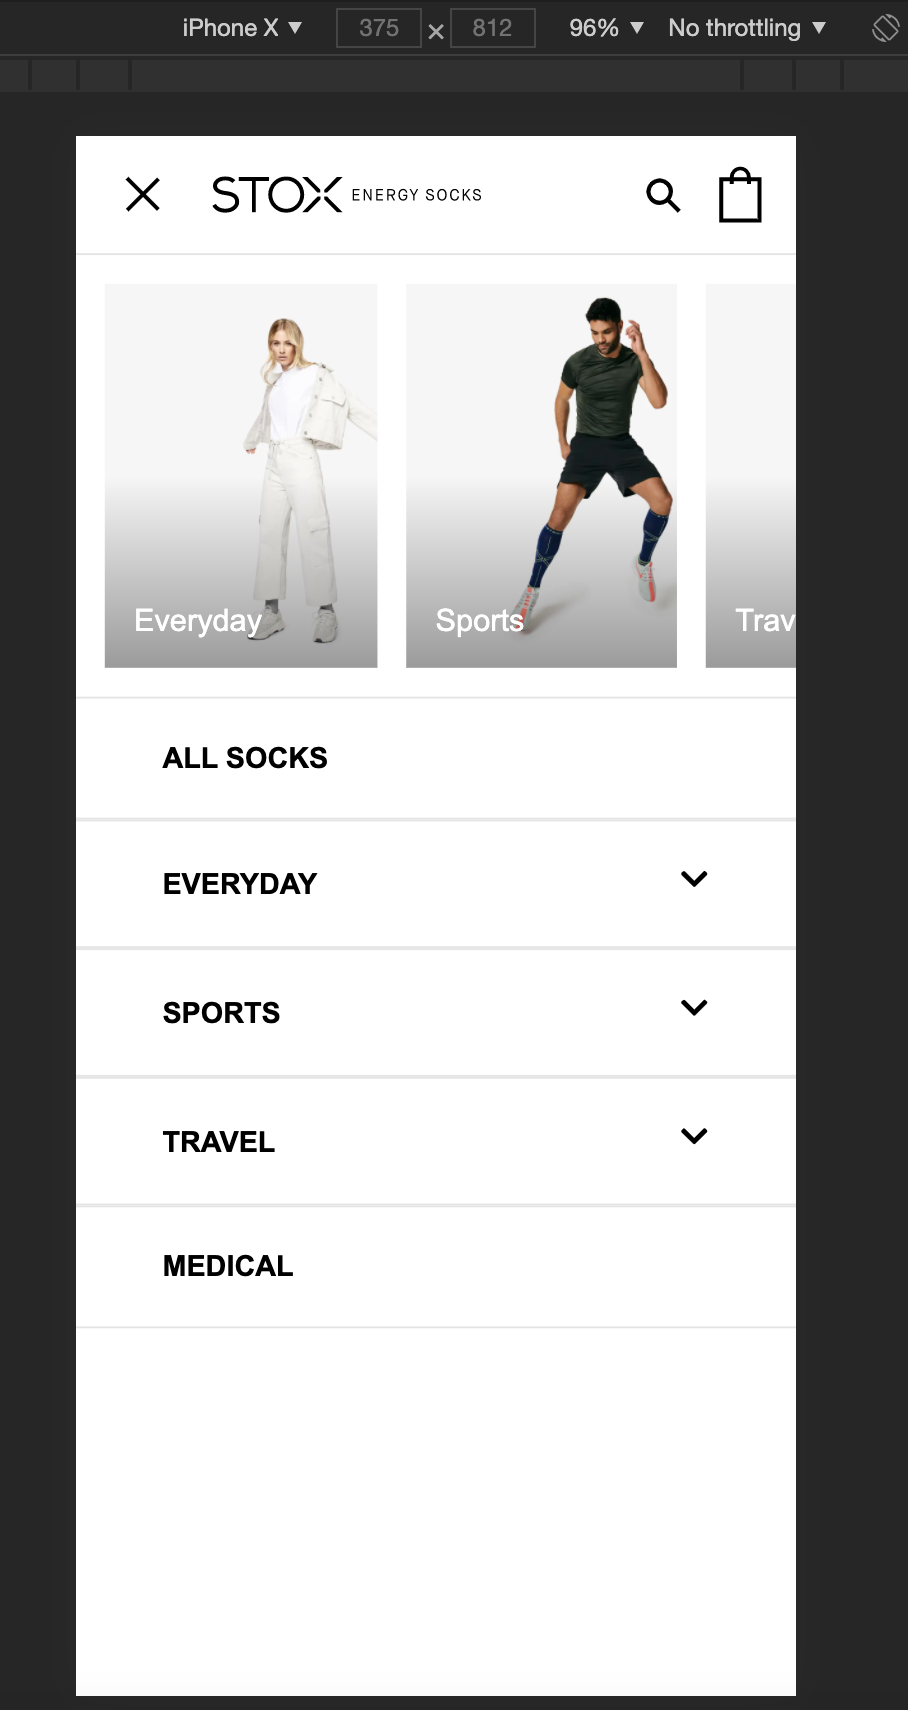 iPhone X ▼ 375 × 812 96% ▼ No throttling ▼
STOX ENERGY SOCKS
Everyday Sports Trav
ALL SOCKS
EVERYDAY
SPORTS
TRAVEL
MEDICAL